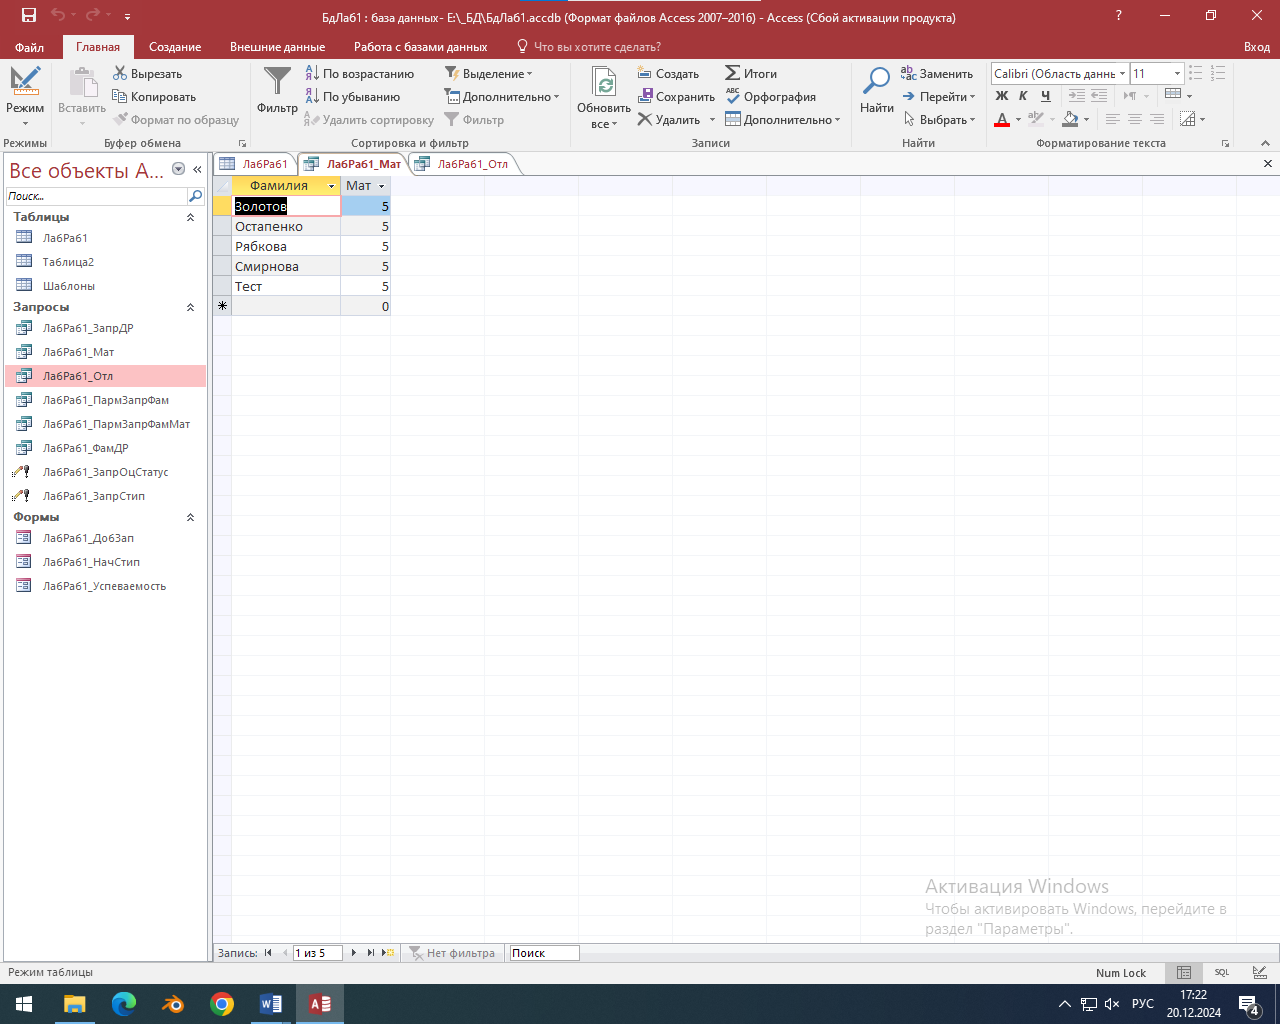 БдЛаб1 : база данных- E:\_БД\БдЛаб1.accdb (Формат файлов Access 2007–2016) - Access (Сбой активации продукта)
?
Файл Главная Создание Внешние данные Работа с базами данных Что вы хотите сделать? Вход
Режим
Режимы
Вставить
Вырезать
Копировать
Формат по образцу
Буфер обмена
Фильтр
По возрастанию
По убыванию
Удалить сортировку
Выделение
Дополнительно
Фильтр
Сортировка и фильтр
Обновить
все
Создать
Сохранить
Удалить
Итоги
Орфография
Дополнительно
Записи
Найти
Заменить
Перейти
Выбрать
Найти
Calibri (Область данны 11
Ж К Ч
А
Форматирование текста
Все объекты A...
Поиск...
Таблицы
ЛабРаб1
Таблица2
Шаблоны
Запросы
ЛабРаб1_ЗапрДР
ЛабРаб1_Мат
ЛабРаб1_Отл
ЛабРаб1_ПармЗапрФам
ЛабРаб1_ПармЗапрФамМат
ЛабРаб1_ФамДР
ЛабРаб1_ЗапрОцСтатус
ЛабРаб1_ЗапрСтип
Формы
ЛабРаб1_ДобЗап
ЛабРаб1_НачСтип
ЛабРаб1_Успеваемость
ЛабРаб1 ЛабРаб1_Мат ЛабРаб1_Отл
Фамилия Мат
Золотов 5
Остапенко 5
Рябкова 5
Смирнова 5
Тест 5
0
Активация Windows
Чтобы активировать Windows, перейдите в
раздел "Параметры".
Запись: 1 из 5 Нет фильтра Поиск
Режим таблицы Num Lock SQL
РУС
17:22
20.12.2024
4